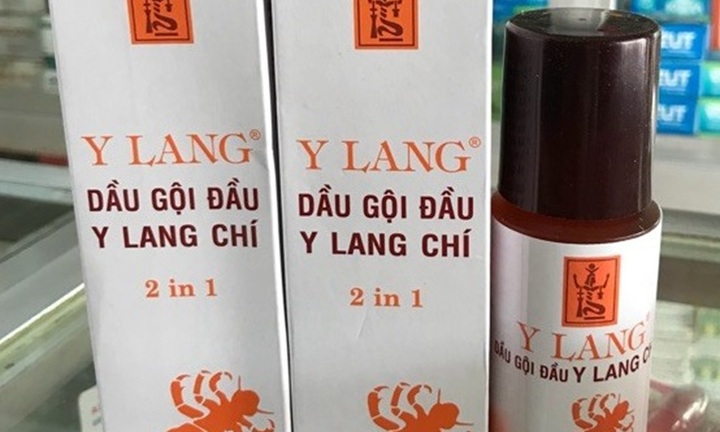 Y LANG®
DẦU GỘI ĐẦU
Y LANG CHÍ
2 in 1
Y LANG®
DẦU GỘI ĐẦU
Y LANG CHÍ
2 in 1
Y LANG®
DẦU GỘI ĐẦU Y LANG CHÍ